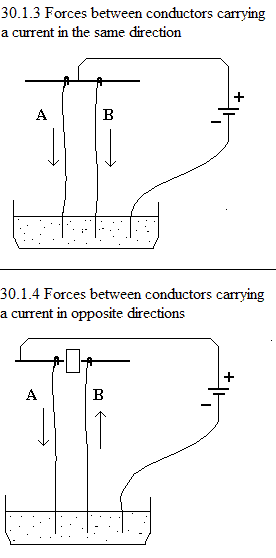 30.1.3 Forces between conductors carrying
a current in the same direction
+
A B
-
30.1.4 Forces between conductors carrying
a current in opposite directions
+
A B
-